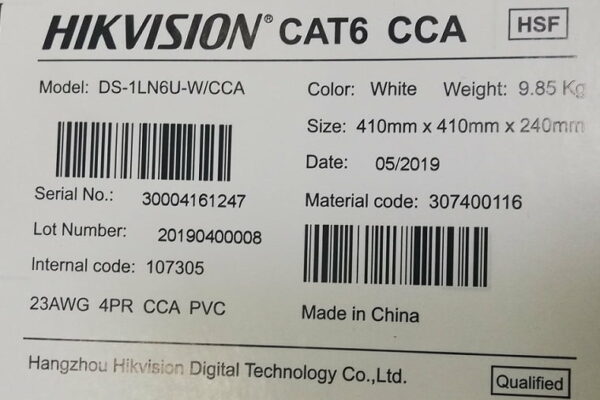 HIKVISION® CAT6 CCA HSF
Model: DS-1LN6U-W/CCA
Color: White Weight: 9.85 Kg
Size: 410mm x 410mm x 240mm
Date: 05/2019
Serial No.: 30004161247
Material code: 307400116
Lot Number: 20190400008
Internal code: 107305
23AWG 4PR CCA PVC
Made in China
Hangzhou Hikvision Digital Technology Co.,Ltd.
Qualified